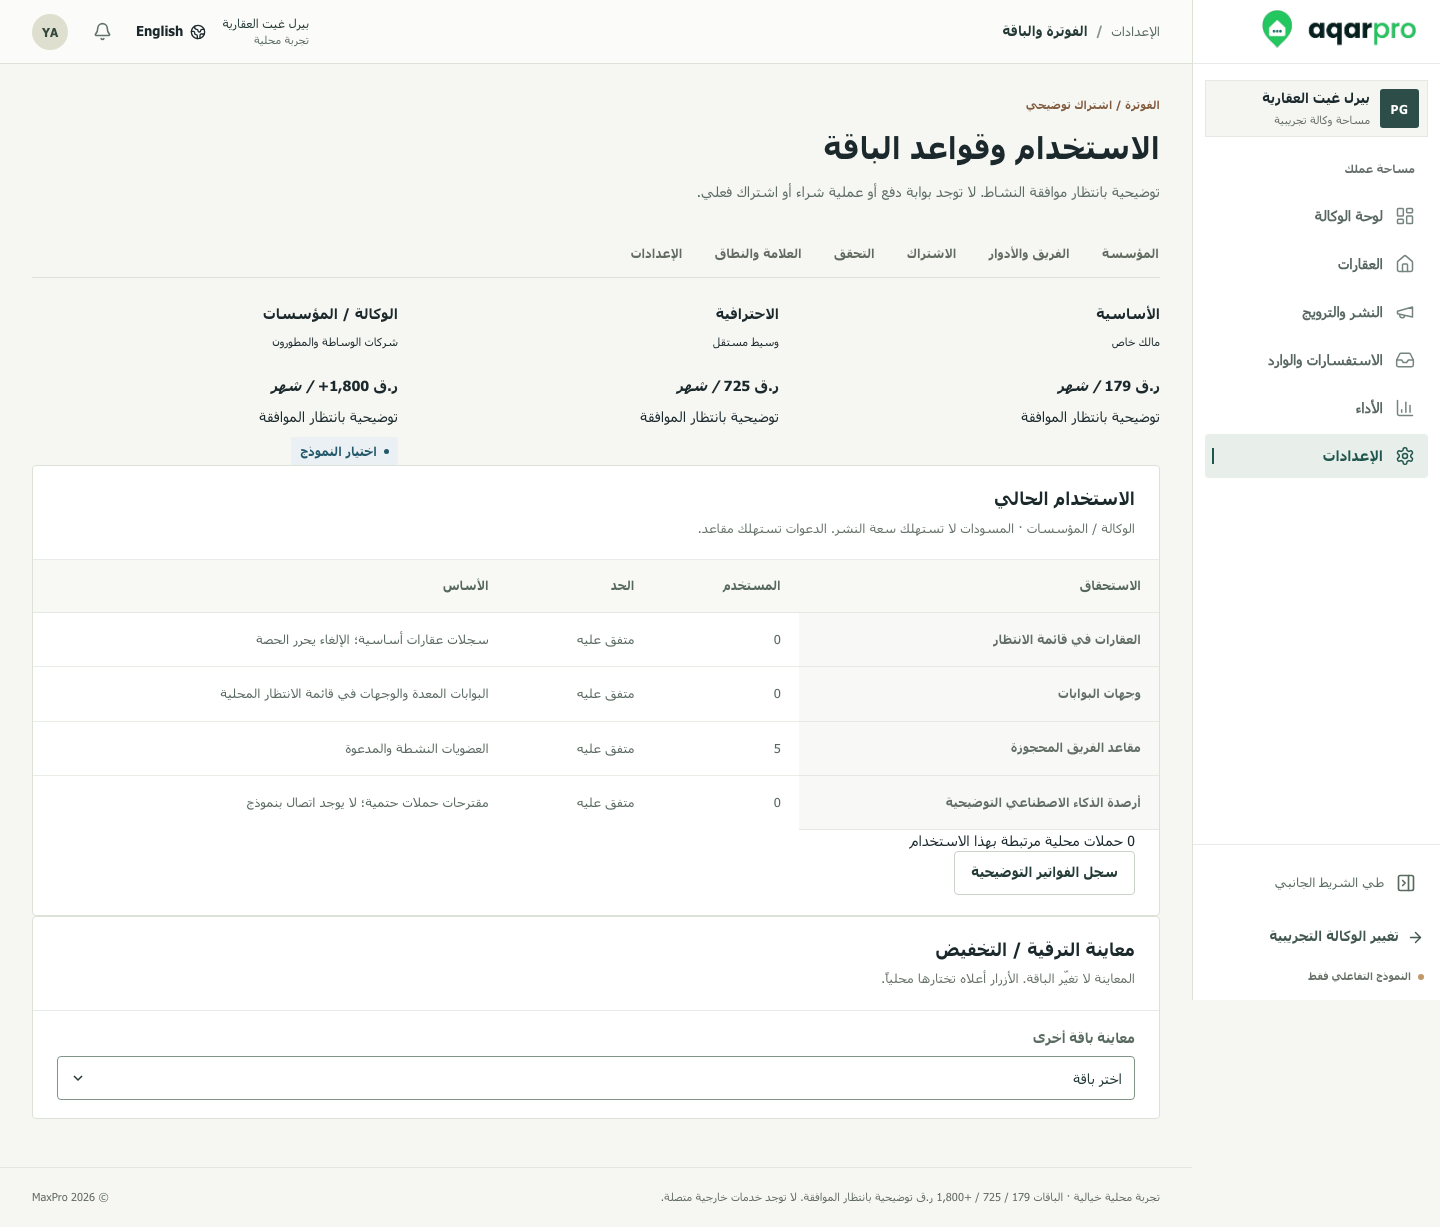 aqarpro
PG
بيرل غيت العقارية
مساحة وكالة تجريبية
مساحة عملك
لوحة الوكالة
العقارات
النشر والترويج
الاستفسارات والوارد
الأداء
الإعدادات
طي الشريط الجانبي
تغيير الوكالة التجريبية
النموذج التفاعلي فقط
الإعدادات / الفوترة والباقة
بيرل غيت العقارية
تجربة محلية
English
YA
الفوترة / اشتراك توضيحي
الاستخدام وقواعد الباقة
توضيحية بانتظار موافقة النشاط. لا توجد بوابة دفع أو عملية شراء أو اشتراك فعلي.
المؤسسة الفريق والأدوار الاشتراك التحقق العلامة والنطاق الإعدادات
الأساسية
مالك خاص
ر.ق 179 / شهر
توضيحية بانتظار الموافقة
الاحترافية
وسيط مستقل
ر.ق 725 / شهر
توضيحية بانتظار الموافقة
الوكالة / المؤسسات
شركات الوساطة والمطورون
ر.ق 1,800+ / شهر
توضيحية بانتظار الموافقة
اختيار النموذج
الاستخدام الحالي
الوكالة / المؤسسات · المسودات لا تستهلك سعة النشر. الدعوات تستهلك مقاعد.
الاستحقاق المستخدم الحد الأساس
العقارات في قائمة الانتظار 0 متفق عليه سجلات عقارات أساسية؛ الإلغاء يحرر الحصة
وجهات البوابات 0 متفق عليه البوابات المعدة والوجهات في قائمة الانتظار المحلية
مقاعد الفريق المحجوزة 5 متفق عليه العضويات النشطة والمدعوة
أرصدة الذكاء الاصطناعي التوضيحية 0 متفق عليه مقترحات حملات حتمية؛ لا يوجد اتصال بنموذج
0 حملات محلية مرتبطة بهذا الاستخدام
سجل الفواتير التوضيحية
معاينة الترقية / التخفيض
المعاينة لا تغيّر الباقة. الأزرار أعلاه تختارها محلياً.
معاينة باقة أخرى
اختر باقة
تجربة محلية خيالية · الباقات 179 / 725 / +1,800 ر.ق توضيحية بانتظار الموافقة. لا توجد خدمات خارجية متصلة.
© 2026 MaxPro